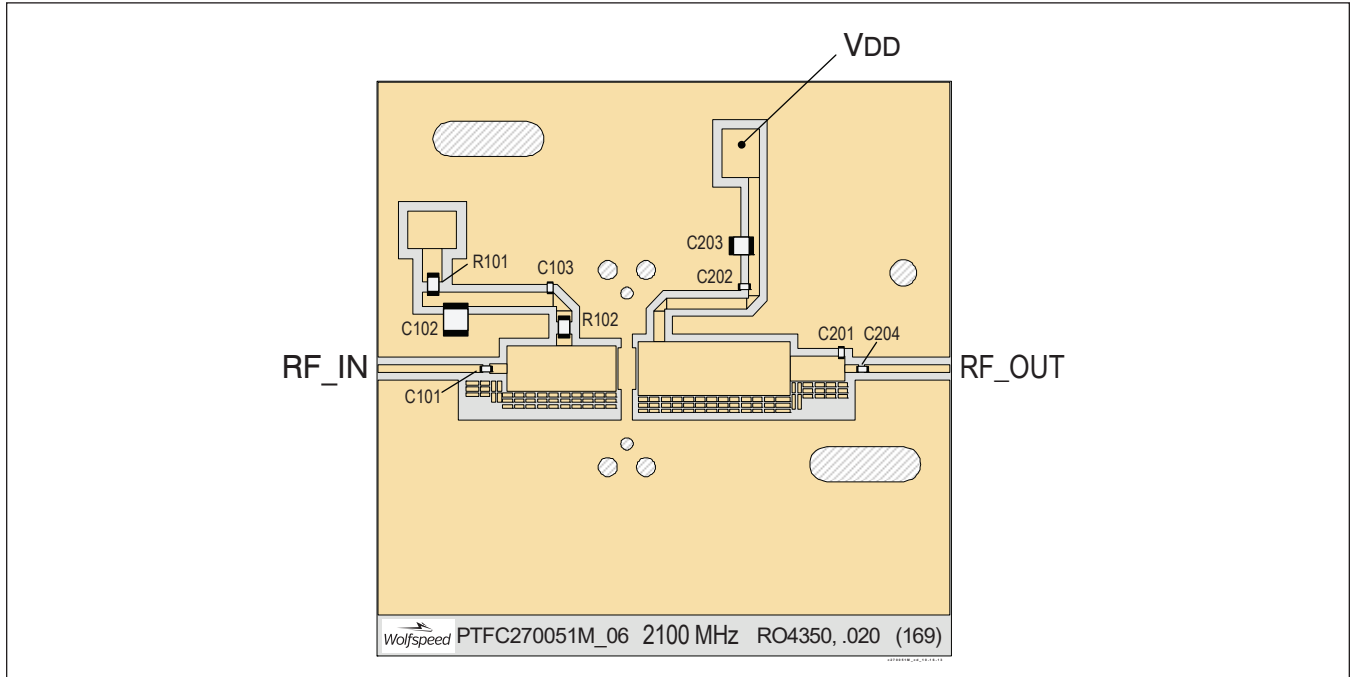 VDD
C203
R101
C103
C202
R102
C102
C201
C204
RF_IN
RF_OUT
C101
Wolfspeed
PTFC270051M_06 2100 MHz RO4350, .020 (169)